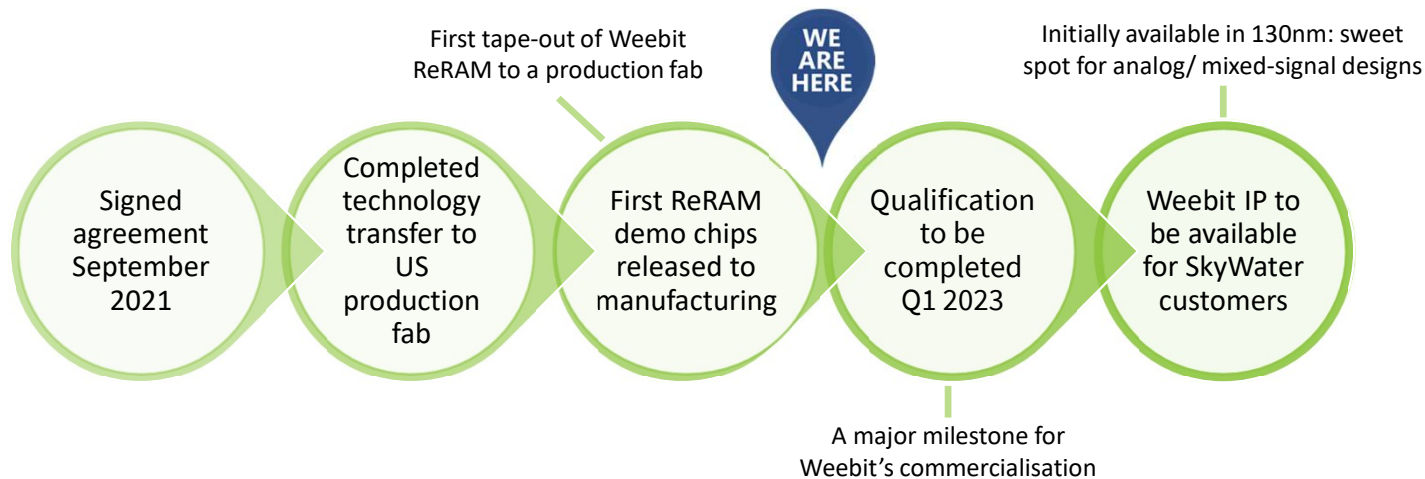 First tape-out of Weebit
ReRAM to a production fab
WE
ARE
HERE
Initially available in 130nm: sweet
spot for analog/ mixed-signal designs
Signed
agreement
September
2021
Completed
technology
transfer to
US
production
fab
First ReRAM
demo chips
released to
manufacturing
Qualification
to be
completed
Q1 2023
Weebit IP to
be available
for SkyWater
customers
A major milestone for
Weebit’s commercialisation